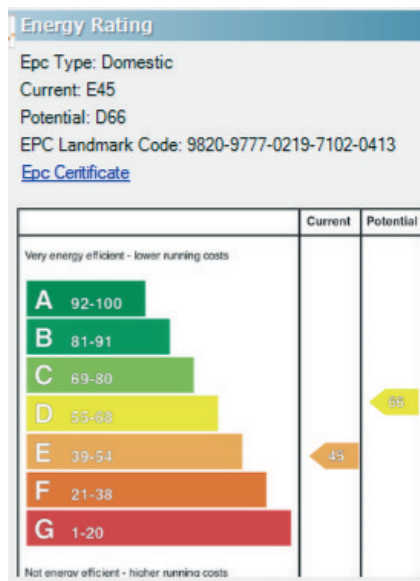 Energy Rating
Epc Type: Domestic
Current: E45
Potential: D66
EPC Landmark Code: 9820-9777-0219-7102-0413
Epc Ceritificate
Current Potential
Very energy efficient - lower running costs
A 92-100
B 81-91
C 69-80
D 55-68
66
E 39-54
45
F 21-38
G 1-20
Not energy efficient - higher running costs